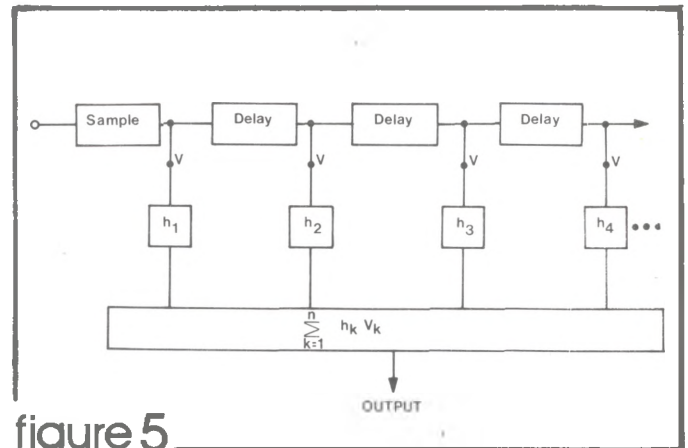 Sample Delay Delay Delay
V V V V
h1 h2 h3 h4 •••
n
∑ hk Vk
k=1
OUTPUT
figure 5